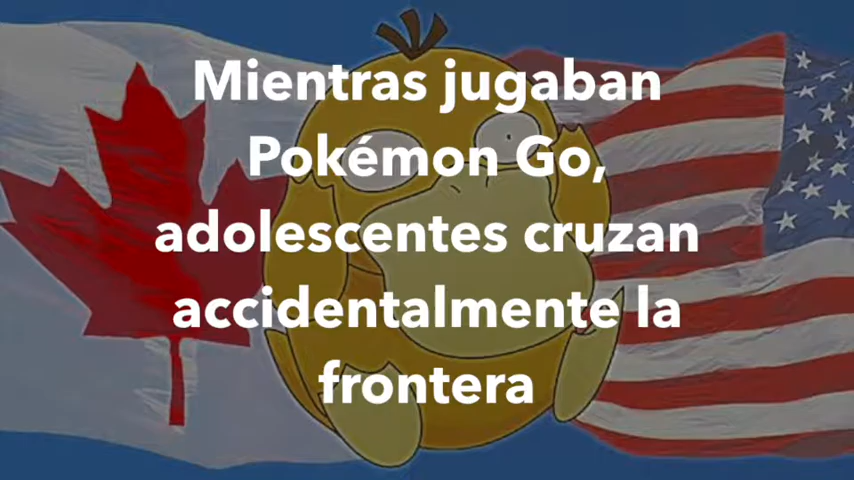 Mientras jugaban
Pokémon Go,
adolescentes cruzan
accidentalmente la
frontera